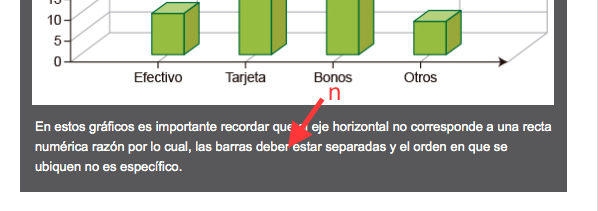 15
10
5
0
Efectivo Tarjeta Bonos Otros
n
En estos gráficos es importante recordar que el eje horizontal no corresponde a una recta
numérica razón por lo cual, las barras deber estar separadas y el orden en que se
ubiquen no es específico.